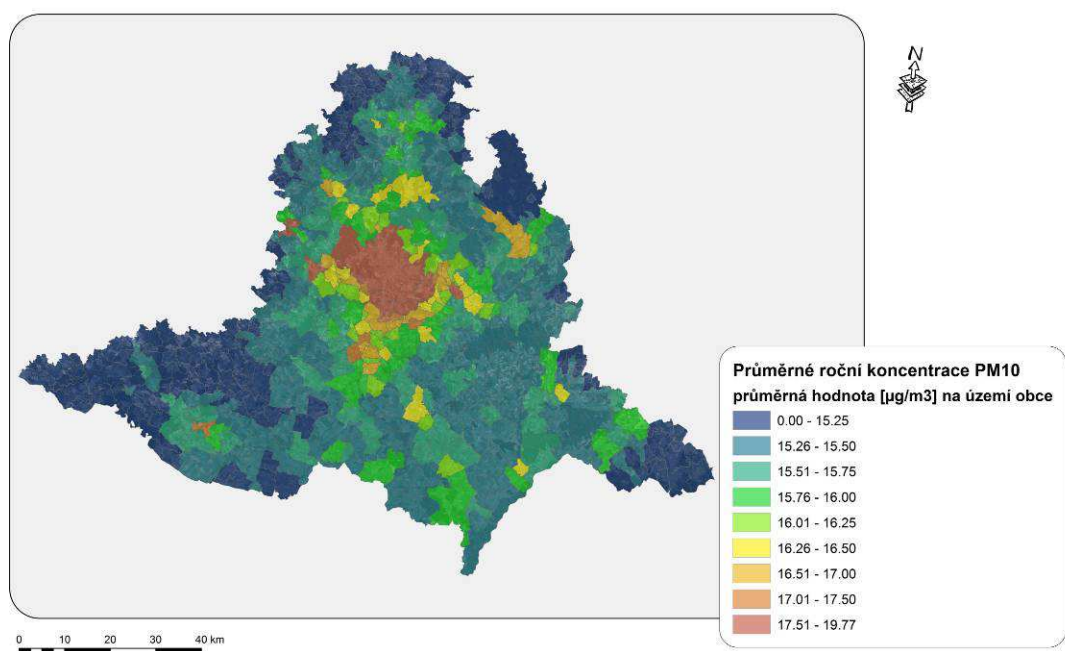 N
Průměrné roční koncentrace PM10
průměrná hodnota [µg/m3] na území obce
0.00 - 15.25
15.26 - 15.50
15.51 - 15.75
15.76 - 16.00
16.01 - 16.25
16.26 - 16.50
16.51 - 17.00
17.01 - 17.50
17.51 - 19.77
0 10 20 30 40 km